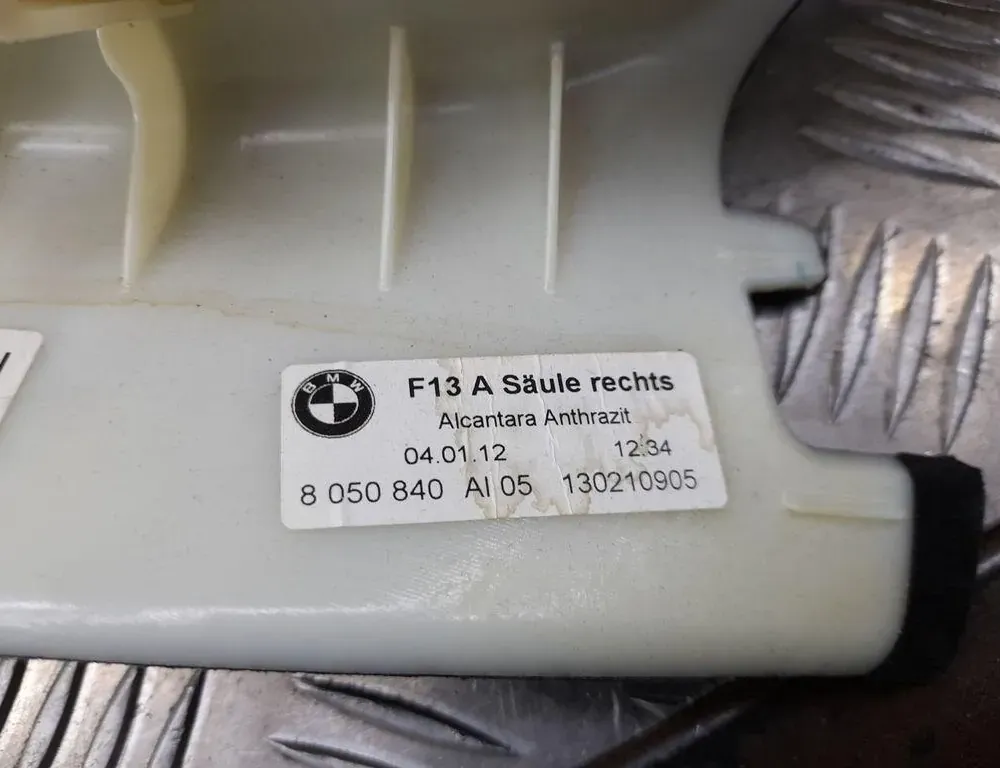 BMW
F13 A Säule rechts
Alcantara Anthrazit
04.01.12 12:34
8 050 840 AI 05 130210905